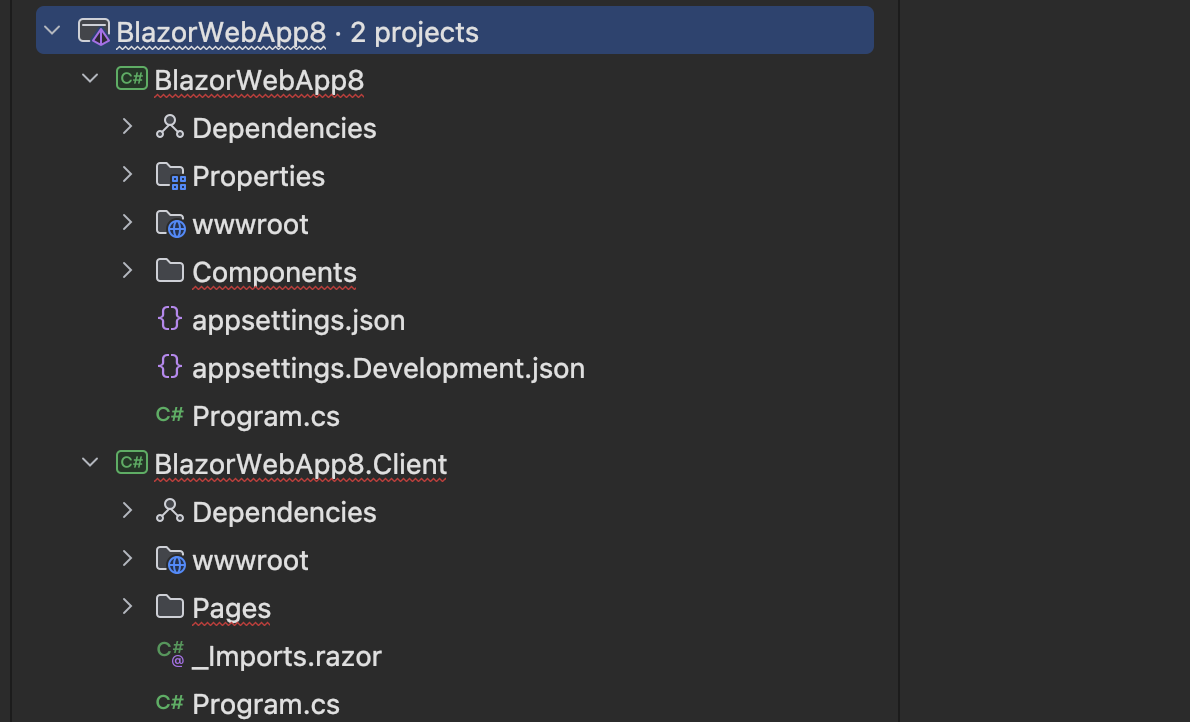 BlazorWebApp8 · 2 projects
C# BlazorWebApp8
Dependencies
Properties
wwwroot
Components
{} appsettings.json
{} appsettings.Development.json
C# Program.cs
C# BlazorWebApp8.Client
Dependencies
wwwroot
Pages
C#@ _Imports.razor
C# Program.cs